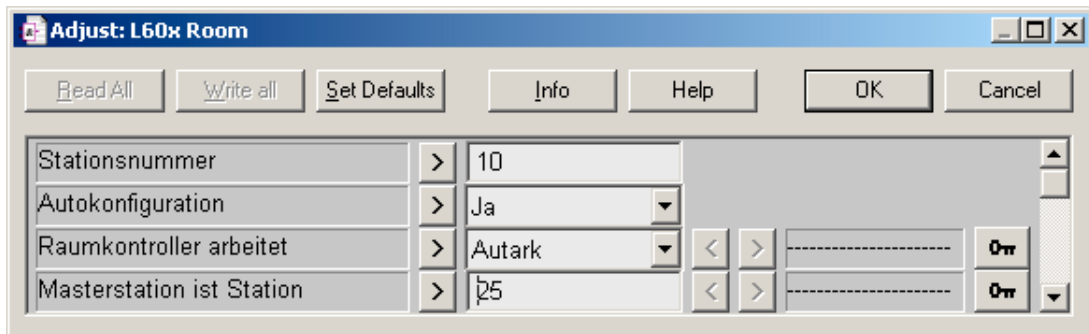 Adjust: L60x Room
Read All Write all Set Defaults Info Help OK Cancel
Stationsnummer > 10
Autokonfiguration > Ja
Raumkontroller arbeitet > Autark < > --------------------
Masterstation ist Station > 25 < > --------------------